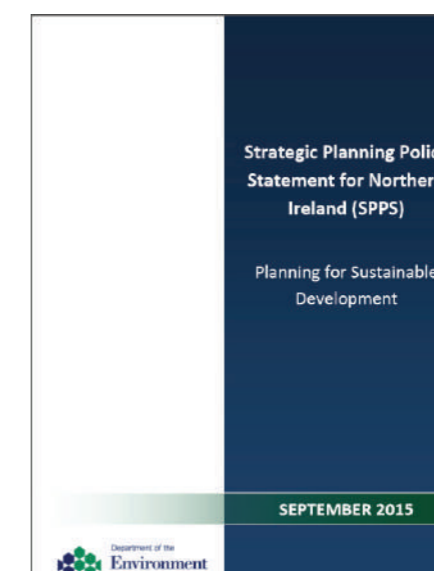 Strategic Planning Polic
Statement for Norther
Ireland (SPPS)
Planning for Sustainable
Development
SEPTEMBER 2015
Department of the
Environment